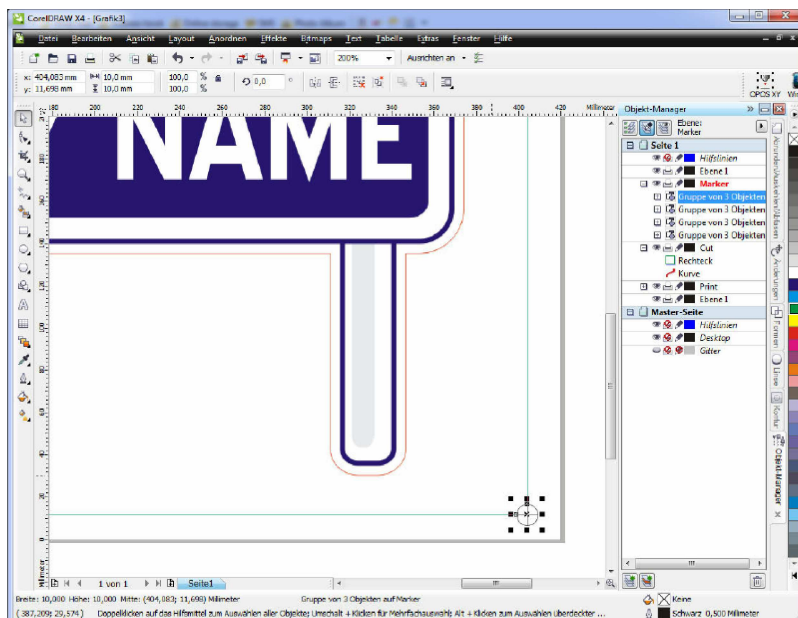 CorelDRAW X4 - [Grafik3]
Datei Bearbeiten Ansicht Layout Anordnen Effekte Bitmaps Text Tabelle Extras Fenster Hilfe
200% Ausrichten an
x: 404,083 mm 10,0 mm 100,0 % 0,0 °
y: 11,698 mm 10,0 mm 100,0 %
OPOS XY
180 200 220 240 260 280 300 320 340 360 380 400 420 Millimeter
NAME
Objekt-Manager
Ebene:
Marker
Seite 1
Hilfslinien
Ebene 1
Marker
Gruppe von 3 Objekten
Gruppe von 3 Objekten
Gruppe von 3 Objekten
Gruppe von 3 Objekten
Cut
Rechteck
Kurve
Print
Ebene 1
Master-Seite
Hilfslinien
Desktop
Gitter
Abrunden/Auskehlen/Abfasen
Änderungen
Formen
Linse
Kontur
Objekt-Manager
Millimeter
1 von 1 Seite1
Breite: 10,000 Höhe: 10,000 Mitte: (404,083; 11,698) Millimeter Gruppe von 3 Objekten auf Marker Keine
( 387,209; 29,574 ) Doppelklicken auf das Hilfsmittel zum Auswählen aller Objekte; Umschalt + Klicken für Mehrfachauswahl; Alt + Klicken zum Auswählen überdeckter ... Schwarz 0,500 Millimeter